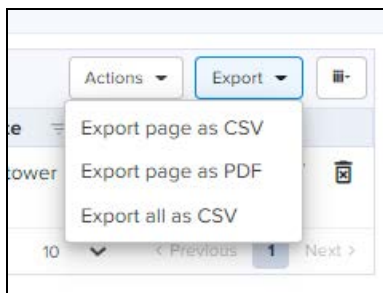 Actions Export
e
Export page as CSV
tower Export page as PDF
Export all as CSV
10 < Previous 1 Next >